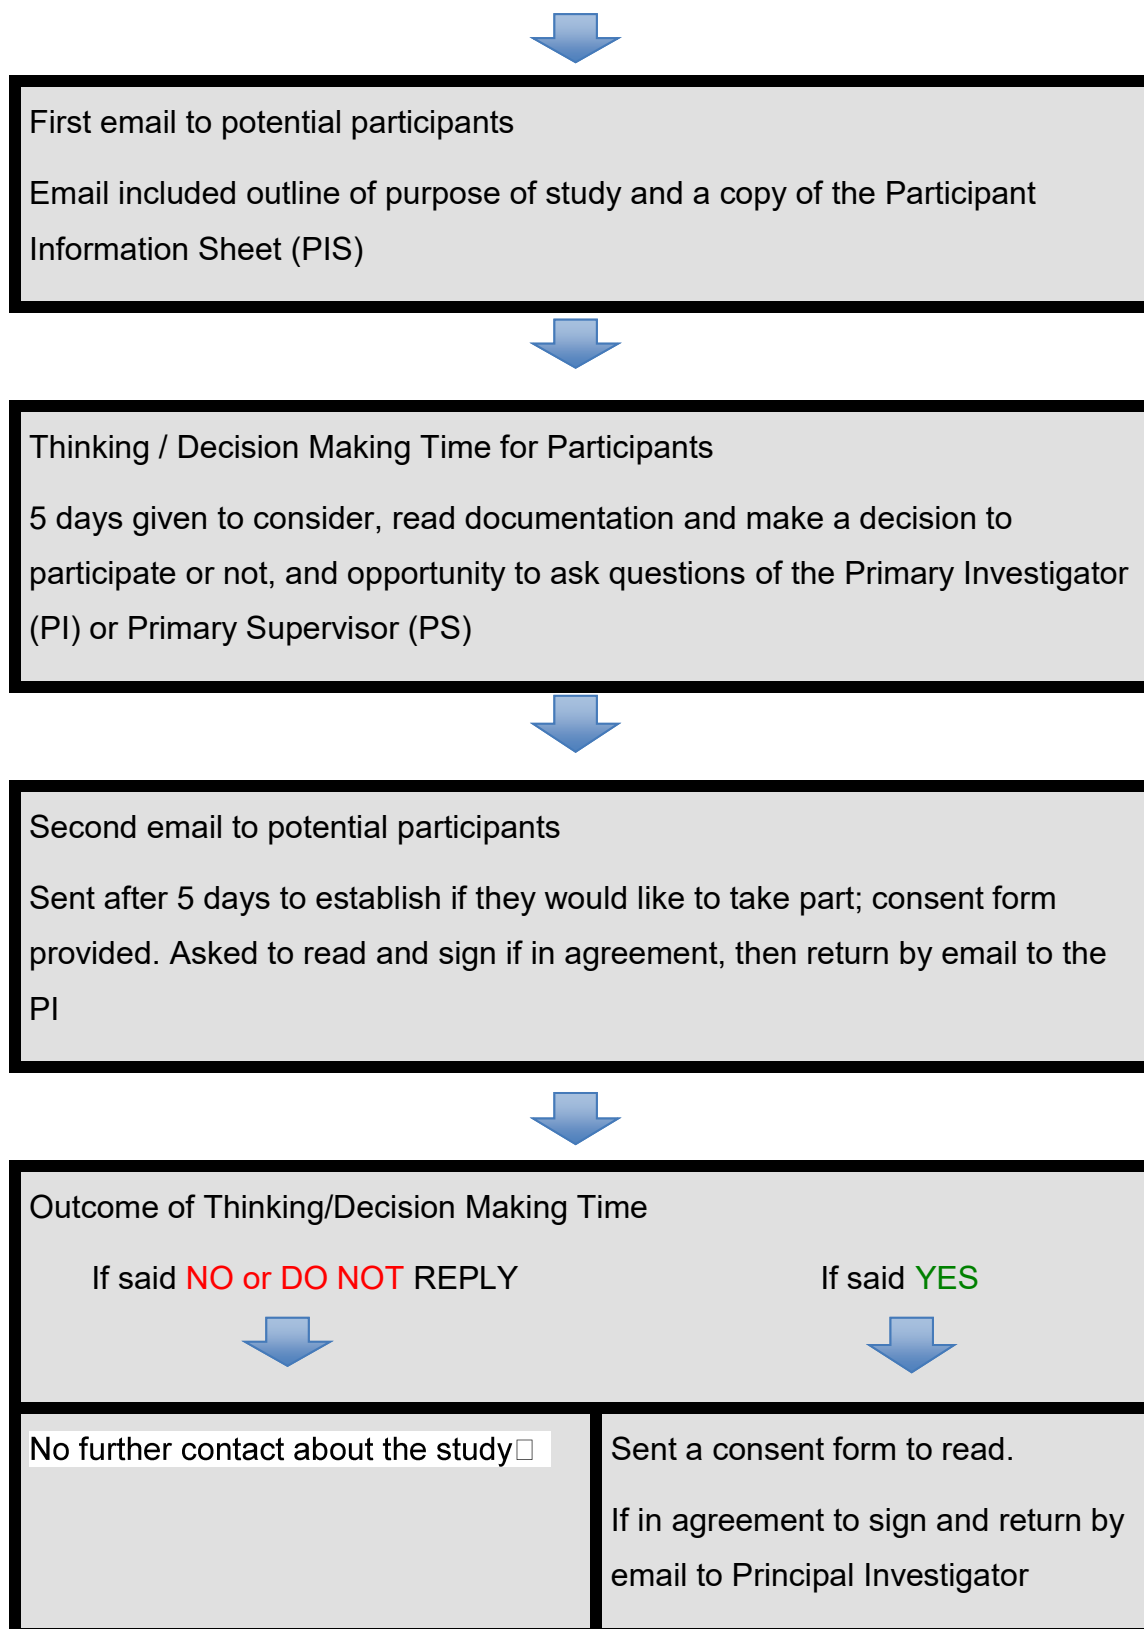 First email to potential participants
Email included outline of purpose of study and a copy of the Participant
Information Sheet (PIS)
Thinking / Decision Making Time for Participants
5 days given to consider, read documentation and make a decision to
participate or not, and opportunity to ask questions of the Primary Investigator
(PI) or Primary Supervisor (PS)
Second email to potential participants
Sent after 5 days to establish if they would like to take part; consent form
provided. Asked to read and sign if in agreement, then return by email to the
PI
Outcome of Thinking/Decision Making Time
If said NO or DO NOT REPLY
If said YES
No further contact about the study□
Sent a consent form to read.
If in agreement to sign and return by
email to Principal Investigator